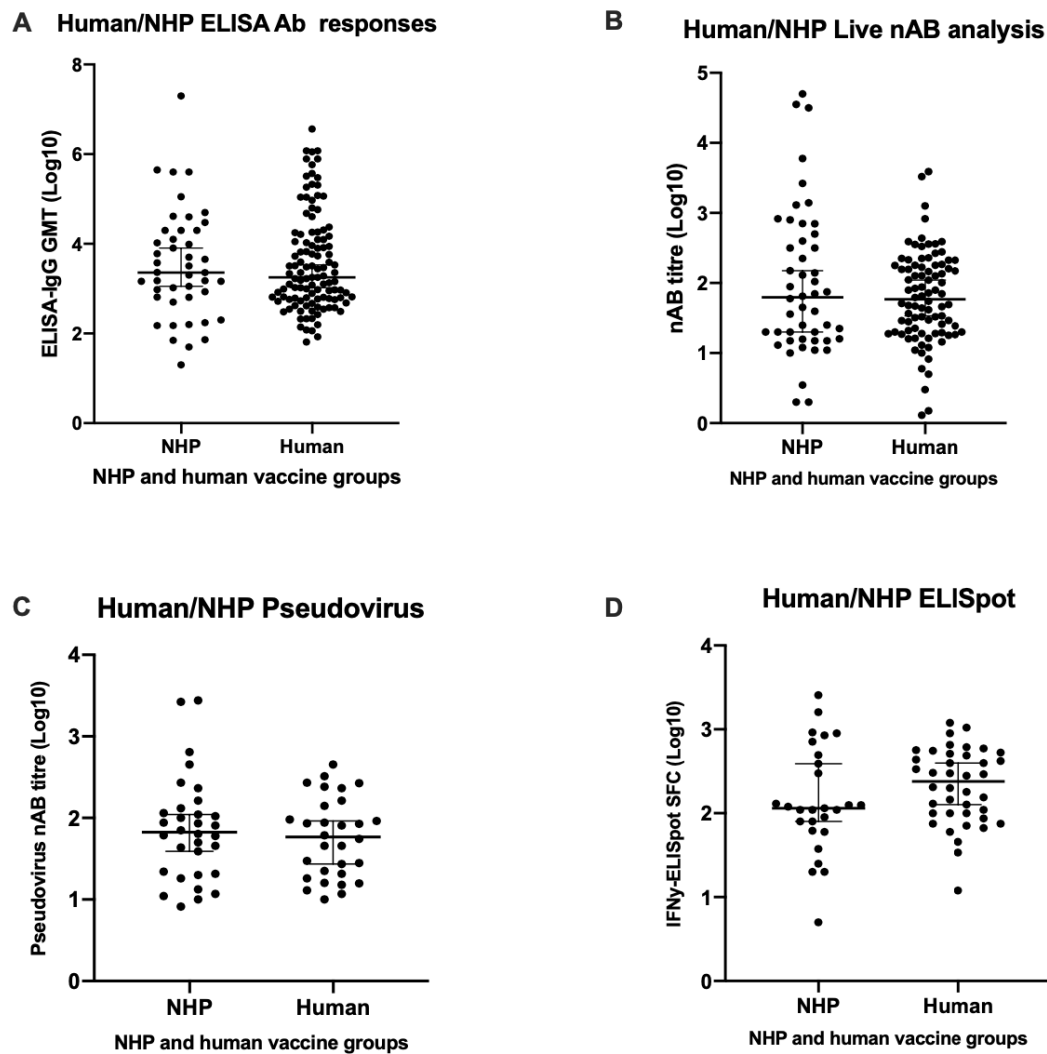 A Human/NHP ELISA Ab responses
8
6
4
2
0
ELISA-IgG GMT (Log10)
NHP Human
NHP and human vaccine groups
B Human/NHP Live nAB analysis
5
4
3
2
1
0
nAB titre (Log10)
NHP Human
NHP and human vaccine groups
C Human/NHP Pseudovirus
4
3
2
1
0
Pseudovirus nAB titre (Log10)
NHP Human
NHP and human vaccine groups
D Human/NHP ELISpot
4
3
2
1
0
IFNy-ELISpot SFC (Log10)
NHP Human
NHP and human vaccine groups